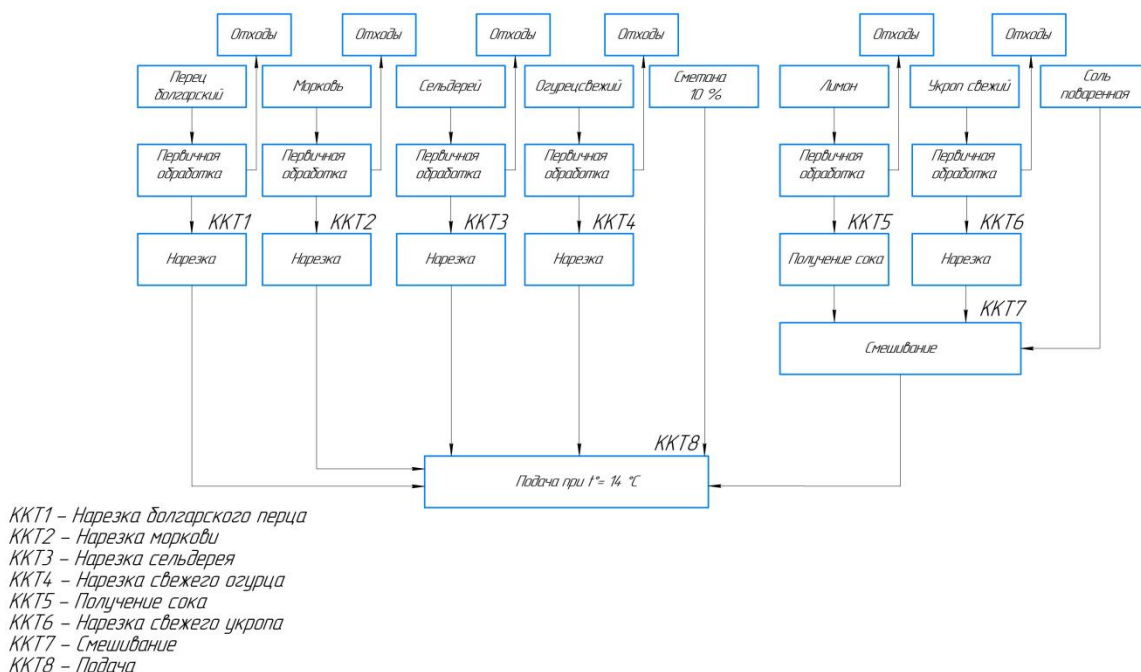 Отходы
Отходы
Отходы
Отходы
Отходы
Отходы
Перец
болгарский
Морковь
Сельдерей
Огурецсвежий
Сметана
10 %
Лимон
Укроп свежий
Соль
поваренная
Первичная
обработка
Первичная
обработка
Первичная
обработка
Первичная
обработка
Первичная
обработка
Первичная
обработка
ККТ1
ККТ2
ККТ3
ККТ4
ККТ5
ККТ6
Нарезка
Нарезка
Нарезка
Нарезка
Получение сока
Нарезка
ККТ7
Смешивание
ККТ8
Подача при t°= 14 °С
ККТ1 – Нарезка болгарского перца
ККТ2 – Нарезка моркови
ККТ3 – Нарезка сельдерея
ККТ4 – Нарезка свежего огурца
ККТ5 – Получение сока
ККТ6 – Нарезка свежего укропа
ККТ7 – Смешивание
ККТ8 – Подача